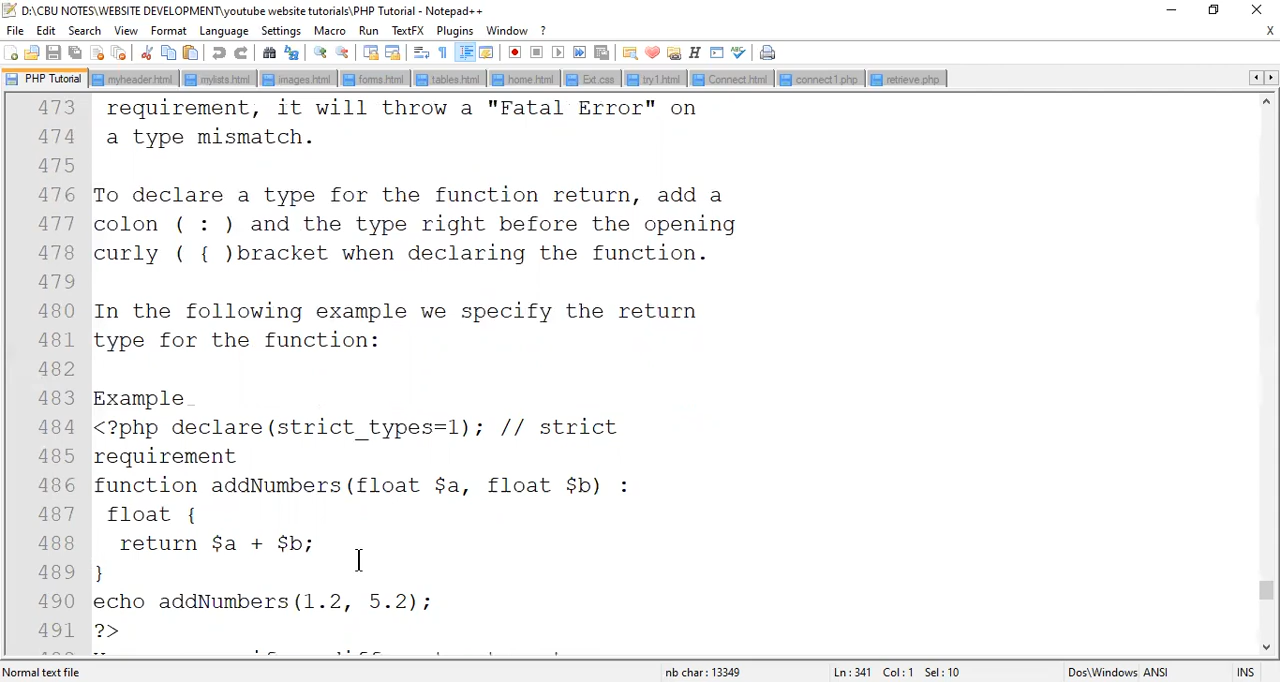 D:\CBU NOTES\WEBSITE DEVELOPMENT\youtube website tutorials\PHP Tutorial - Notepad++
File Edit Search View Format Language Settings Macro Run TextFX Plugins Window ? X
PHP Tutorial myheader.html mylists.html images.html forms.html tables.html home.html Ext.css try1.html Connect.html connect1.php retrieve.php
473 requirement, it will throw a "Fatal Error" on
474 a type mismatch.
475
476 To declare a type for the function return, add a
477 colon ( : ) and the type right before the opening
478 curly ( { )bracket when declaring the function.
479
480 In the following example we specify the return
481 type for the function:
482
483 Example
484 <?php declare(strict_types=1); // strict
485 requirement
486 function addNumbers(float $a, float $b) :
487 float {
488 return $a + $b;
489 }
490 echo addNumbers(1.2, 5.2);
491 ?>
Normal text file nb char : 13349 Ln : 341 Col : 1 Sel : 10 Dos\Windows ANSI INS